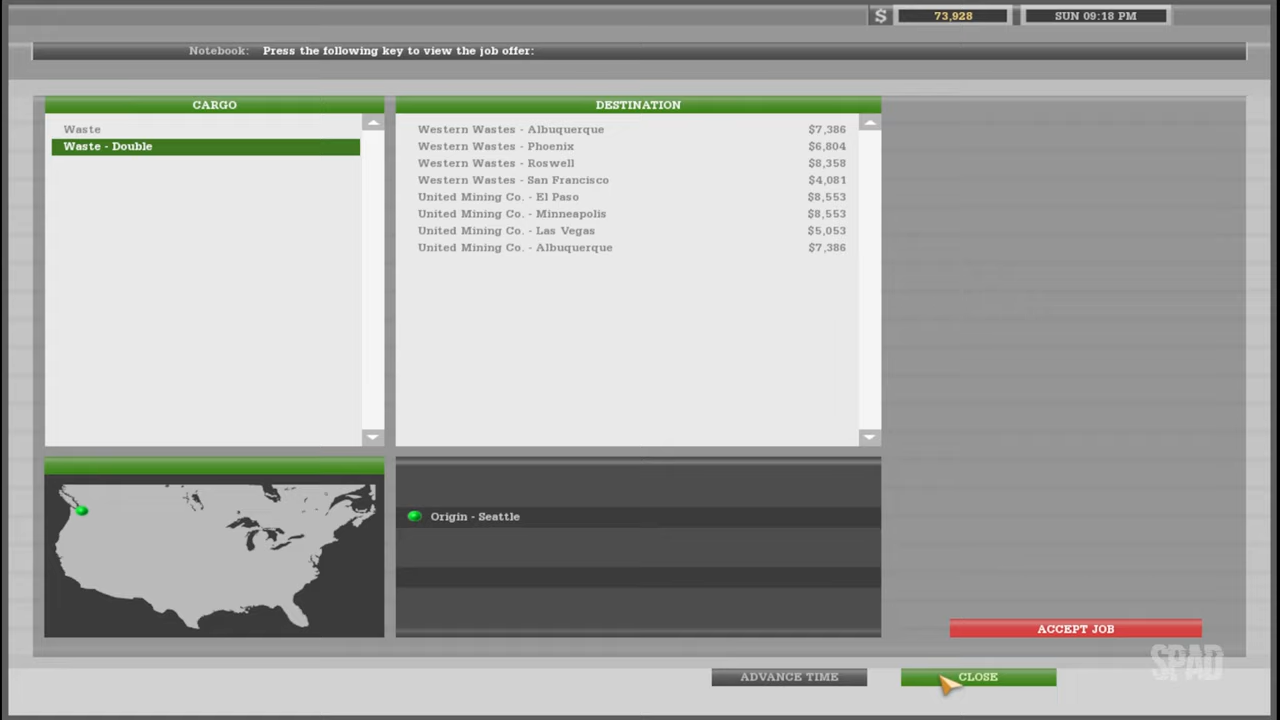 $ 73,928 SUN 09:18 PM
Notebook: Press the following key to view the job offer:
CARGO
Waste
Waste - Double
DESTINATION
Western Wastes - Albuquerque $7,386
Western Wastes - Phoenix $6,804
Western Wastes - Roswell $8,358
Western Wastes - San Francisco $4,081
United Mining Co. - El Paso $8,553
United Mining Co. - Minneapolis $8,553
United Mining Co. - Las Vegas $5,053
United Mining Co. - Albuquerque $7,386
Origin - Seattle
ACCEPT JOB
SPAD
ADVANCE TIME CLOSE